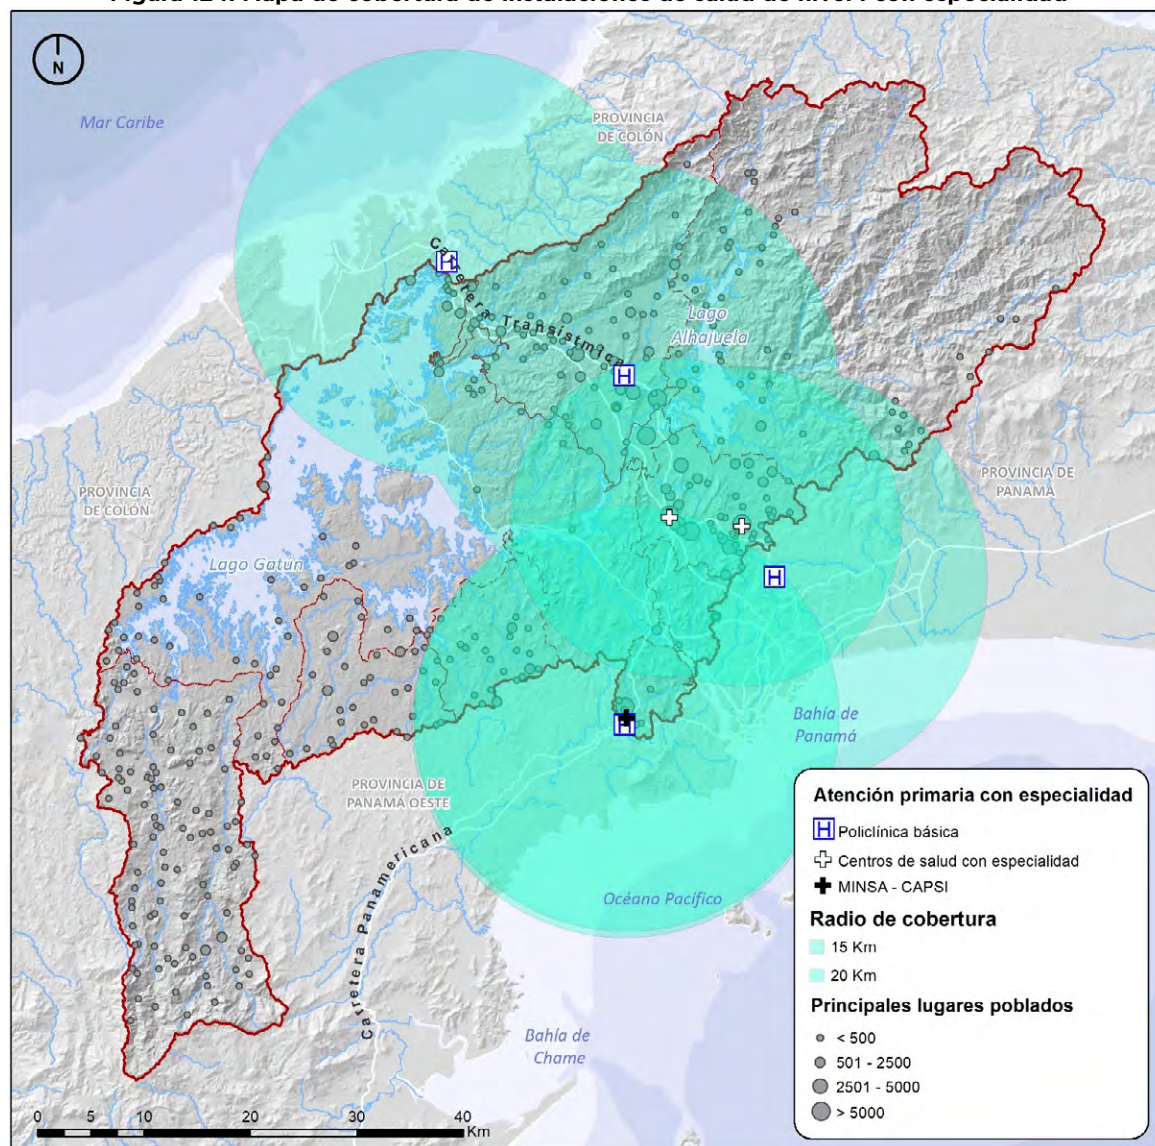 N
Mar Caribe
PROVINCIA
DE COLÓN
Carretera Transístmica
Lago
Alhajuela
PROVINCIA
DE COLÓN
PROVINCIA DE
PANAMÁ
Lago Gatún
Bahía de
Panamá
PROVINCIA DE
PANAMÁ OESTE
Carretera Panamericana
Océano Pacífico
Bahía de
Chame
Atención primaria con especialidad
H Policlínica básica
Centros de salud con especialidad
MINSA - CAPSI
Radio de cobertura
15 Km
20 Km
Principales lugares poblados
< 500
501 - 2500
2501 - 5000
> 5000
0 5 10 20 30 40
Km